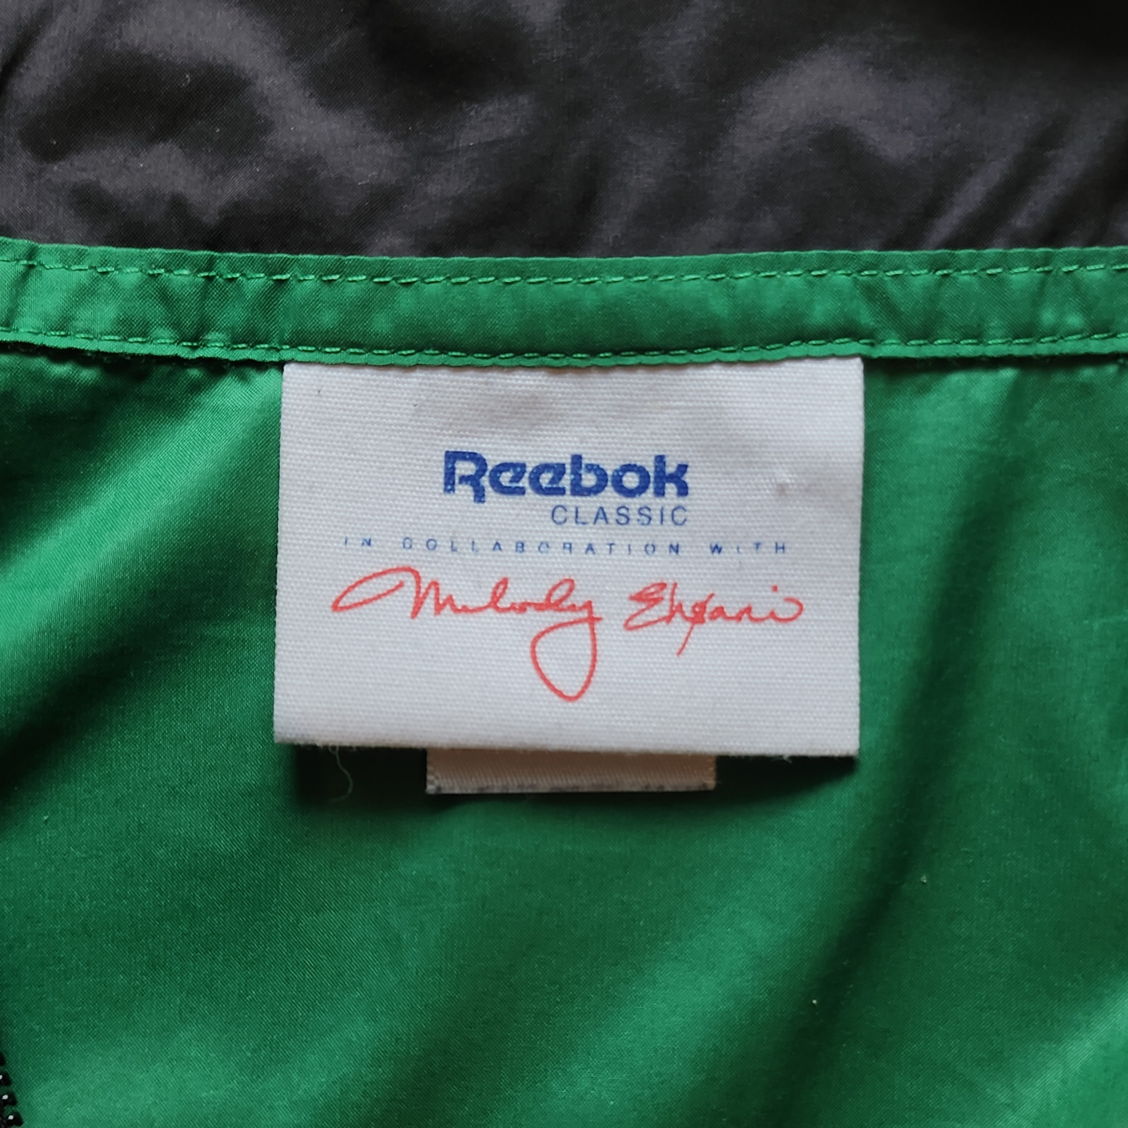 Reebok
CLASSIC
IN COLLABORATION WITH
Melody Ehsani